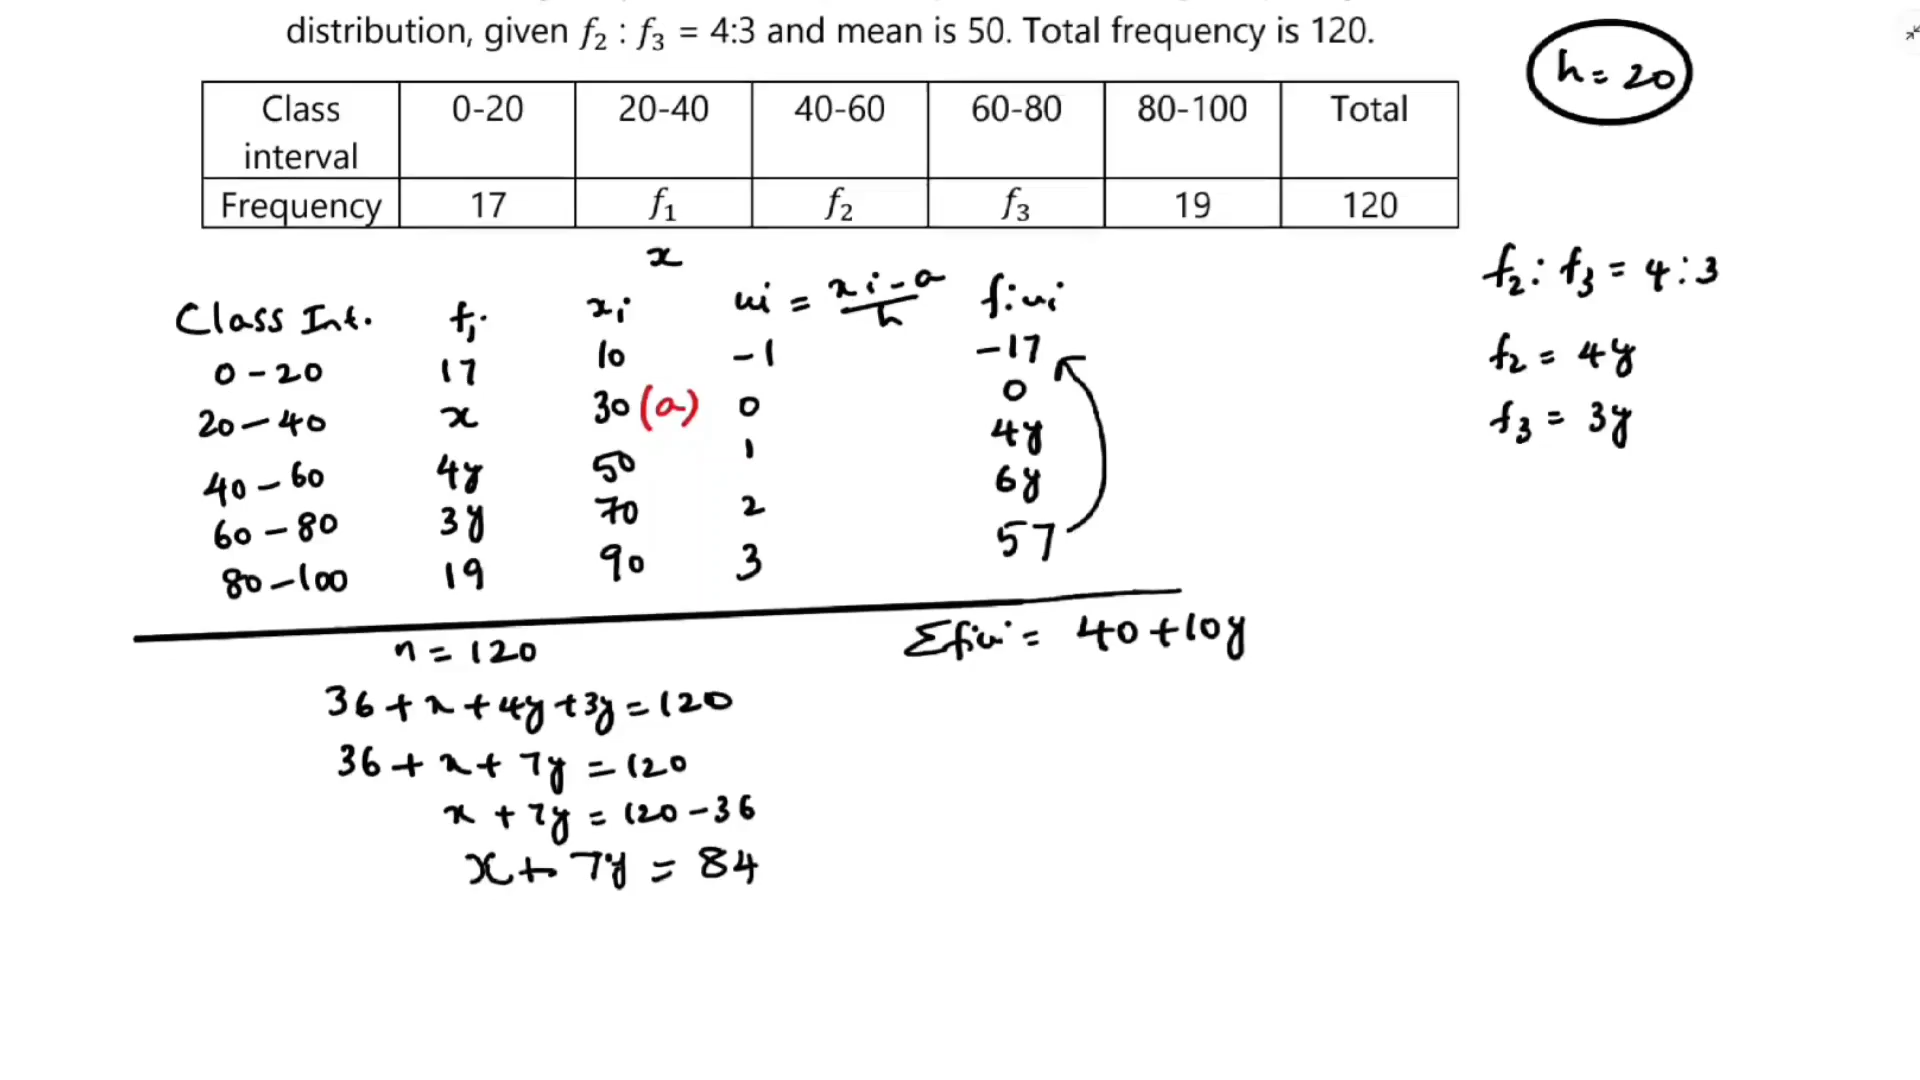 distribution, given f₂ : f₃ = 4:3 and mean is 50. Total frequency is 120.
h = 20
Class interval 0-20 20-40 40-60 60-80 80-100 Total
Frequency 17 f₁ f₂ f₃ 19 120
x
f₂ : f₃ = 4 : 3
f₂ = 4y
f₃ = 3y
Class Int. fᵢ xᵢ uᵢ = (xᵢ - a)/h fᵢuᵢ
0 - 20 17 10 -1 -17
20 - 40 x 30 (a) 0 0
40 - 60 4y 50 1 4y
60 - 80 3y 70 2 6y
80 - 100 19 90 3 57
n = 120 Σfᵢuᵢ = 40 + 10y
36 + x + 4y + 3y = 120
36 + x + 7y = 120
x + 7y = 120 - 36
x + 7y = 84